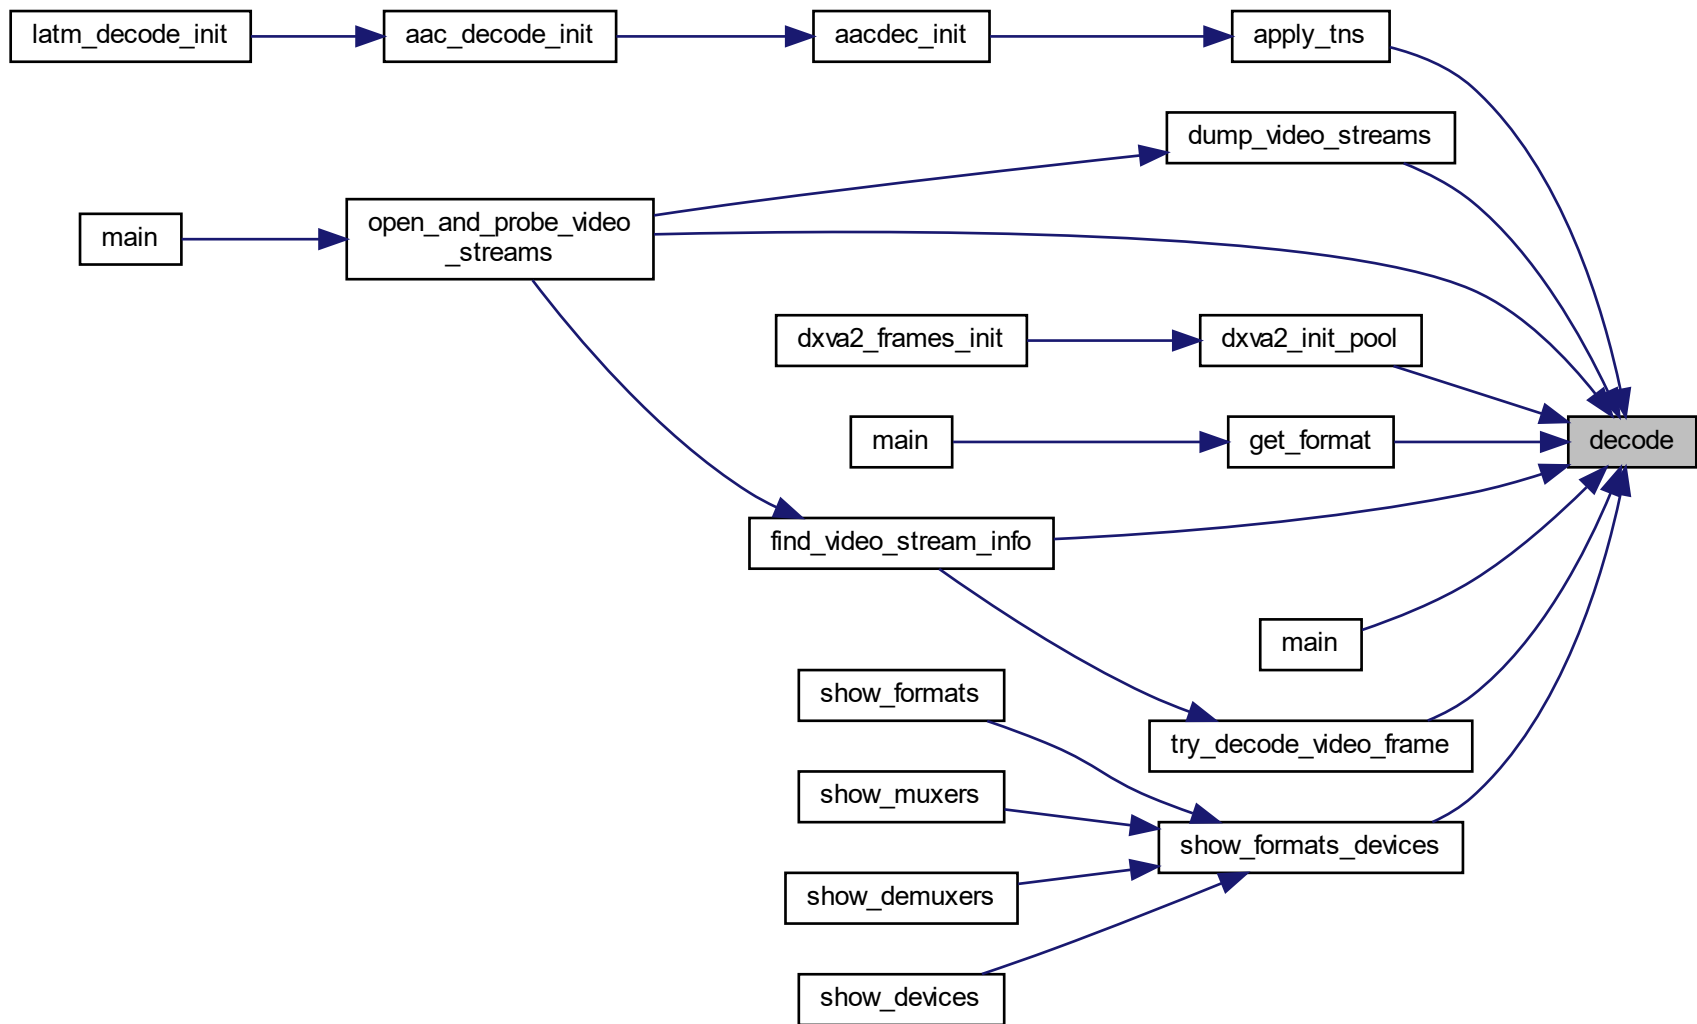 latm_decode_init
aac_decode_init
aacdec_init
apply_tns
dump_video_streams
open_and_probe_video
_streams
main
dxva2_frames_init
dxva2_init_pool
main
get_format
decode
find_video_stream_info
main
show_formats
try_decode_video_frame
show_muxers
show_formats_devices
show_demuxers
show_devices